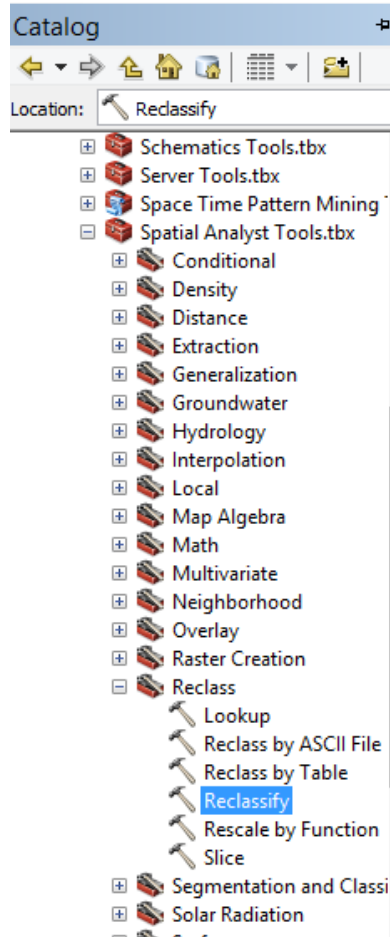 Catalog
Location: Reclassify
Schematics Tools.tbx
Server Tools.tbx
Space Time Pattern Mining
Spatial Analyst Tools.tbx
Conditional
Density
Distance
Extraction
Generalization
Groundwater
Hydrology
Interpolation
Local
Map Algebra
Math
Multivariate
Neighborhood
Overlay
Raster Creation
Reclass
Lookup
Reclass by ASCII File
Reclass by Table
Reclassify
Rescale by Function
Slice
Segmentation and Classi
Solar Radiation